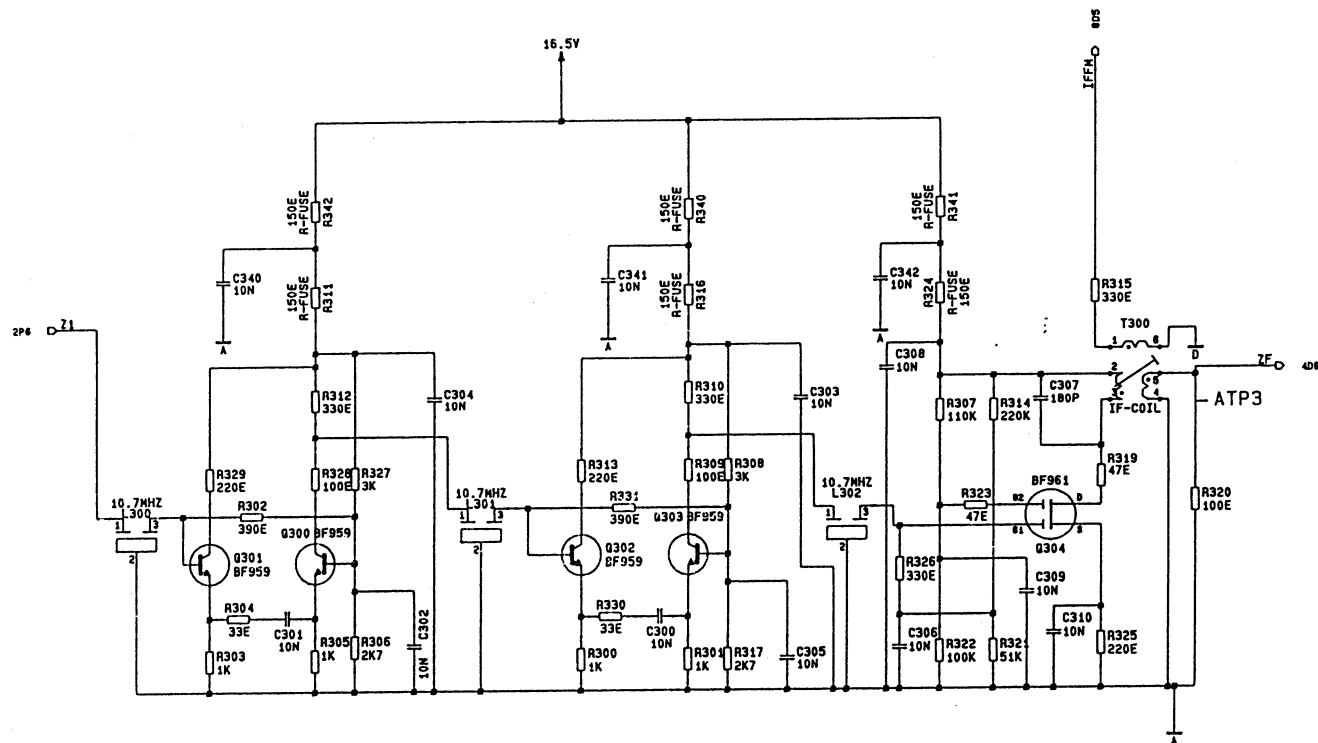 8D5
IFFM
16.5V
150E
R-FUSE
R342
150E
R-FUSE
R340
150E
R-FUSE
R341
C340
10N
150E
R-FUSE
R311
C341
10N
150E
R-FUSE
R316
C342
10N
R324
R-FUSE
150E
R315
330E
T300
1
6
A
A
A
D
2P6
Z1
ZF
4D6
C308
10N
2
5
3
4
IF-COIL
ATP3
R312
330E
C304
10N
R310
330E
C303
10N
R307
110K
R314
220K
C307
180P
R319
47E
R329
220E
R328
100E
R327
3K
R313
220E
R309
100E
R308
3K
10.7MHZ
L300
1
3
2
R302
390E
10.7MHZ
L301
1
3
2
R331
390E
10.7MHZ
L302
1
3
2
R323
47E
BF961
G2
D
G1
S
Q304
R320
100E
Q300 BF959
Q301
BF959
Q302
BF959
Q303 BF959
R326
330E
C309
10N
R304
33E
C301
10N
R305
1K
R306
2K7
C302
10N
R303
1K
R330
33E
C300
10N
R300
1K
R301
1K
R317
2K7
C305
10N
C306
10N
R322
100K
R321
51K
C310
10N
R325
220E
A